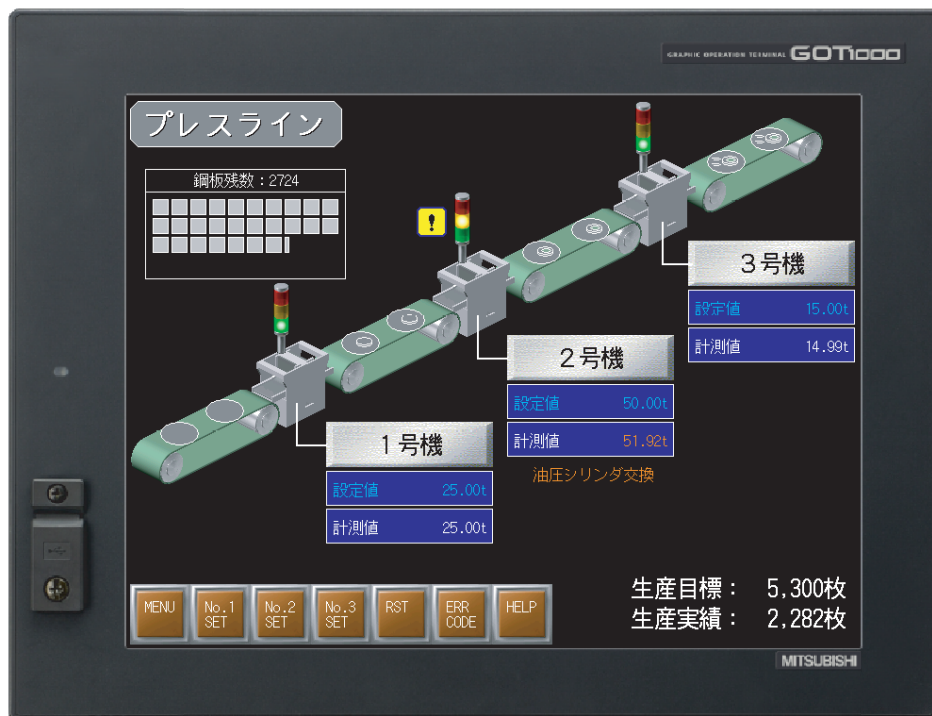 GRAPHIC OPERATION TERMINAL GOT1000
プレスライン
鋼板残数：2724
!
3号機
設定値 15.00t
計測値 14.99t
2号機
設定値 50.00t
計測値 51.92t
油圧シリンダ交換
1号機
設定値 25.00t
計測値 25.00t
MENU
No.1
SET
No.2
SET
No.3
SET
RST
ERR
CODE
HELP
生産目標： 5,300枚
生産実績： 2,282枚
MITSUBISHI